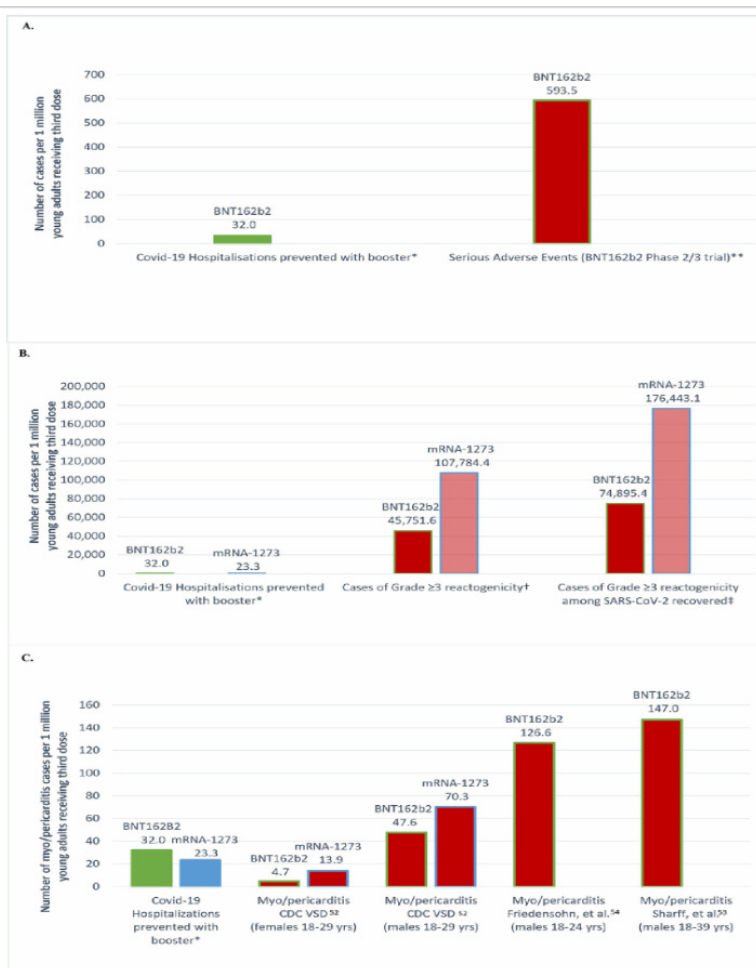 A.
Number of cases per 1 million
young adults receiving third dose
700
600
500
400
300
200
100
0
BNT162b2
32.0
BNT162b2
593.5
Covid-19 Hospitalisations prevented with booster*
Serious Adverse Events (BNT162b2 Phase 2/3 trial)**
B.
Number of cases per 1 million
young adults receiving third dose
200,000
180,000
160,000
140,000
120,000
100,000
80,000
60,000
40,000
20,000
0
BNT162b2
32.0
mRNA-1273
23.3
BNT162b2
45,751.6
mRNA-1273
107,784.4
BNT162b2
74,895.4
mRNA-1273
176,443.1
Covid-19 Hospitalisations prevented
with booster*
Cases of Grade ≥3 reactogenicity†
Cases of Grade ≥3 reactogenicity
among SARS-CoV-2 recovered‡
C.
Number of myo/pericarditis cases per 1 million
young adults receiving third dose
160
140
120
100
80
60
40
20
0
BNT162B2
32.0
mRNA-1273
23.3
BNT162b2
4.7
mRNA-1273
13.9
BNT162b2
47.6
mRNA-1273
70.3
BNT162b2
126.6
BNT162b2
147.0
Covid-19
Hospitalizations
prevented with
booster*
Myo/pericarditis
CDC VSD 52
(females 18-29 yrs)
Myo/pericarditis
CDC VSD 52
(males 18-29 yrs)
Myo/pericarditis
Friedensohn, et al.54
(males 18-24 yrs)
Myo/pericarditis
Sharff, et al.53
(males 18-39 yrs)